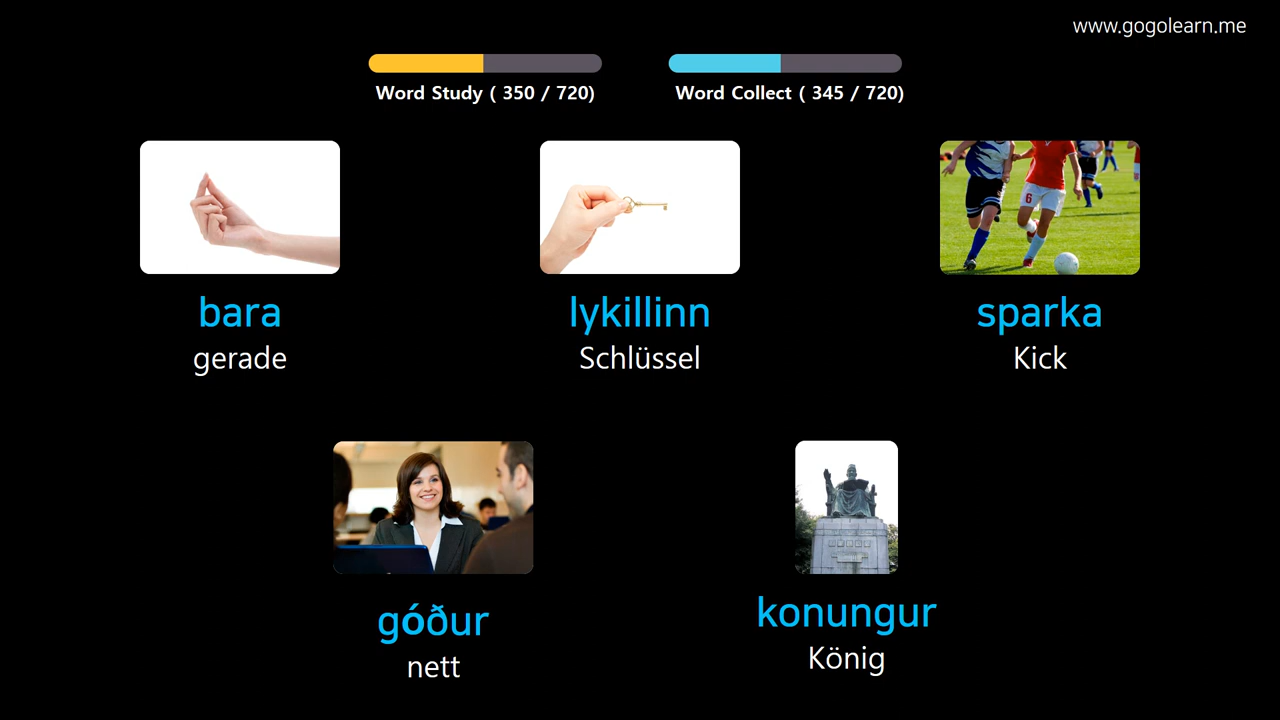 www.gogolearn.me
Word Study ( 350 / 720)
Word Collect ( 345 / 720)
bara
gerade
lykillinn
Schlüssel
sparka
Kick
góður
nett
konungur
König